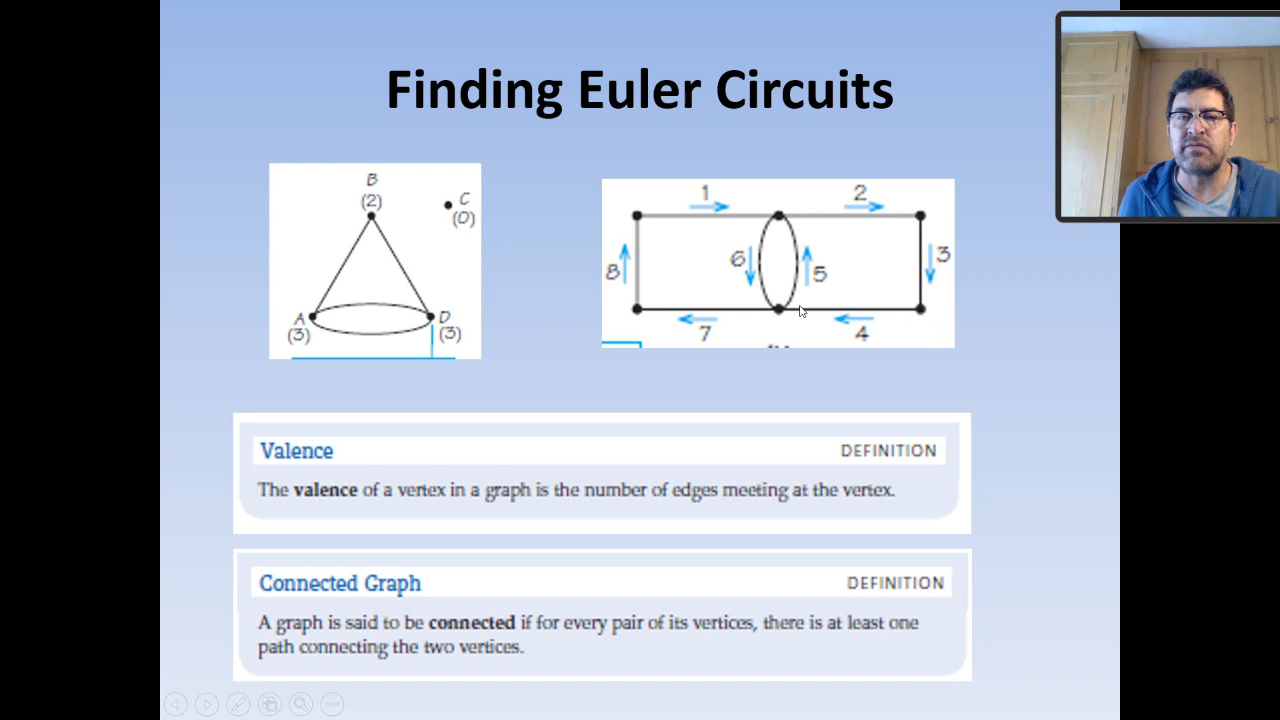 Finding Euler Circuits
B
(2)
C
(0)
A
(3)
D
(3)
1
2
3
4
5
6
7
8
Valence
DEFINITION
The valence of a vertex in a graph is the number of edges meeting at the vertex.
Connected Graph
DEFINITION
A graph is said to be connected if for every pair of its vertices, there is at least one
path connecting the two vertices.